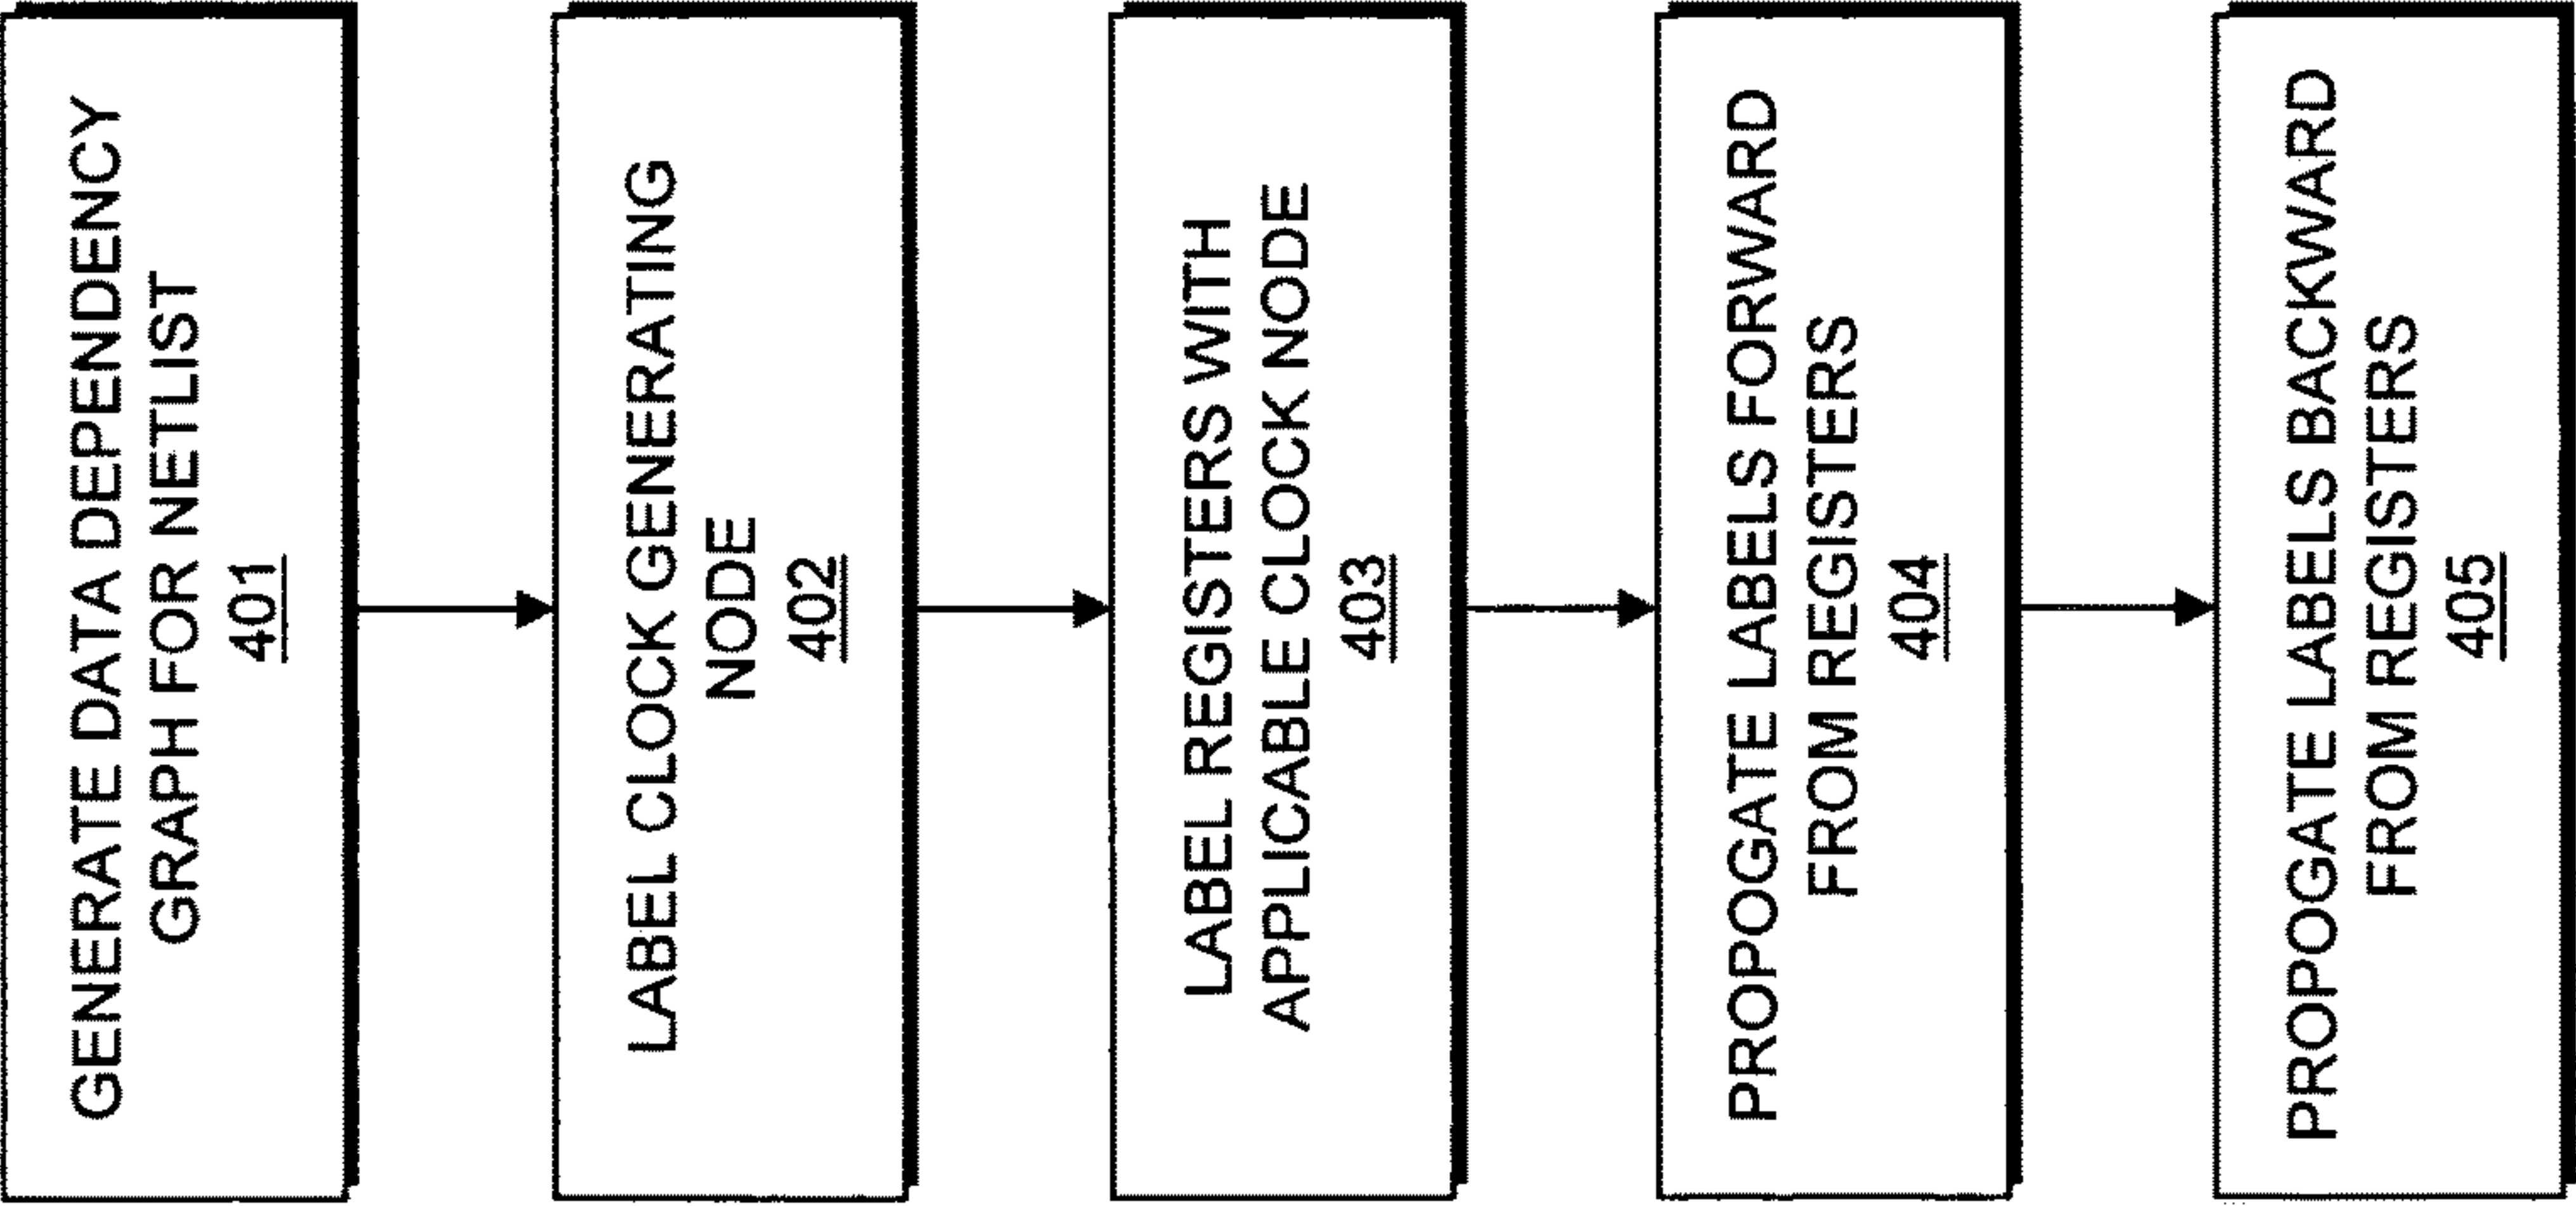 GENERATE DATA DEPENDENCY
GRAPH FOR NETLIST
401
LABEL CLOCK GENERATING
NODE
402
LABEL REGISTERS WITH
APPLICABLE CLOCK NODE
403
PROPOGATE LABELS FORWARD
FROM REGISTERS
404
PROPOGATE LABELS BACKWARD
FROM REGISTERS
405